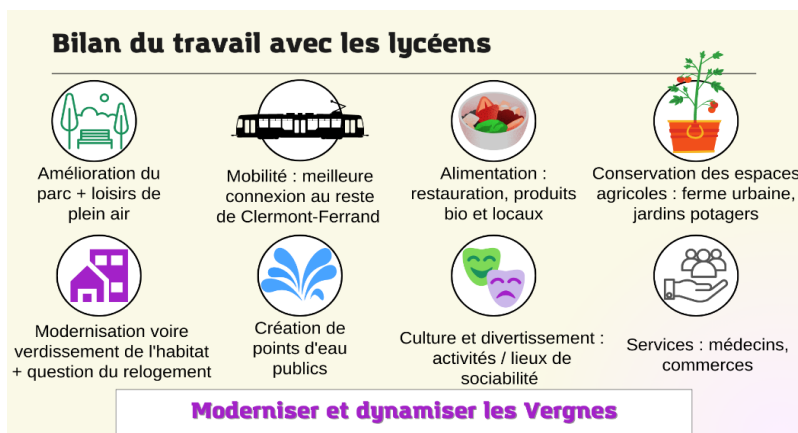 Bilan du travail avec les lycéens
Amélioration du
parc + loisirs de
plein air
Mobilité : meilleure
connexion au reste
de Clermont-Ferrand
Alimentation :
restauration, produits
bio et locaux
Conservation des espaces
agricoles : ferme urbaine,
jardins potagers
Modernisation voire
verdissement de l'habitat
+ question du relogement
Création de
points d'eau
publics
Culture et divertissement :
activités / lieux de
sociabilité
Services : médecins,
commerces
Moderniser et dynamiser les Vergnes